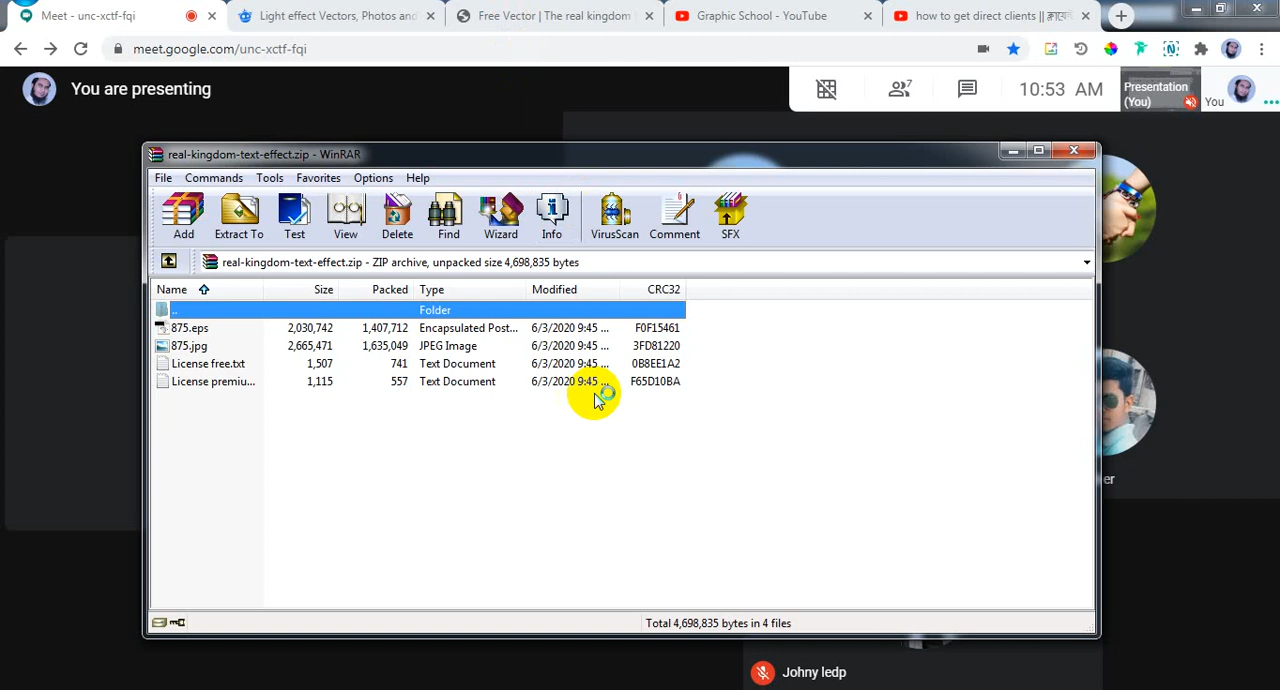 Meet - unc-xctf-fqi
Light effect Vectors, Photos and
Free Vector | The real kingdom
Graphic School - YouTube
how to get direct clients ||
meet.google.com/unc-xctf-fqi
You are presenting
7
10:53 AM
Presentation
(You)
You
real-kingdom-text-effect.zip - WinRAR
File Commands Tools Favorites Options Help
Add Extract To Test View Delete Find Wizard Info VirusScan Comment SFX
real-kingdom-text-effect.zip - ZIP archive, unpacked size 4,698,835 bytes
Name Size Packed Type Modified CRC32
.. Folder
875.eps 2,030,742 1,407,712 Encapsulated Post... 6/3/2020 9:45 ... F0F15461
875.jpg 2,665,471 1,635,049 JPEG Image 6/3/2020 9:45 ... 3FD81220
License free.txt 1,507 741 Text Document 6/3/2020 9:45 ... 0B8EE1A2
License premiu... 1,115 557 Text Document 6/3/2020 9:45 ... F65D10BA
er
Total 4,698,835 bytes in 4 files
Johny ledp